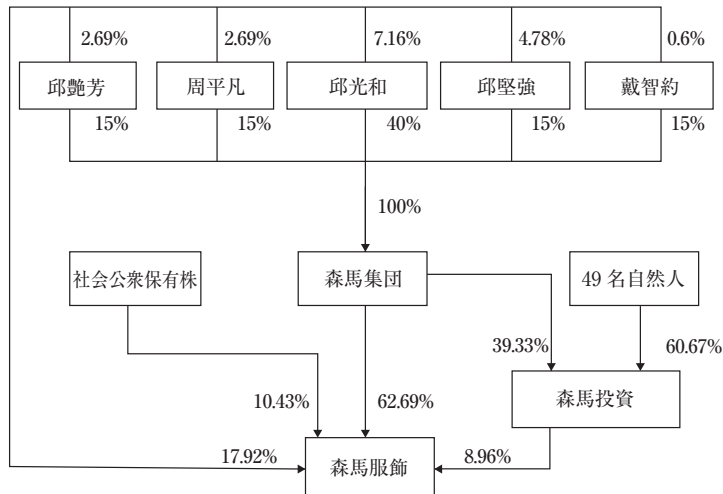 2.69%
2.69%
7.16%
4.78%
0.6%
邱艶芳
周平凡
邱光和
邱堅強
戴智約
15%
15%
40%
15%
15%
100%
社会公衆保有株
森馬集団
49 名自然人
39.33%
60.67%
10.43%
62.69%
森馬投資
17.92%
森馬服飾
8.96%